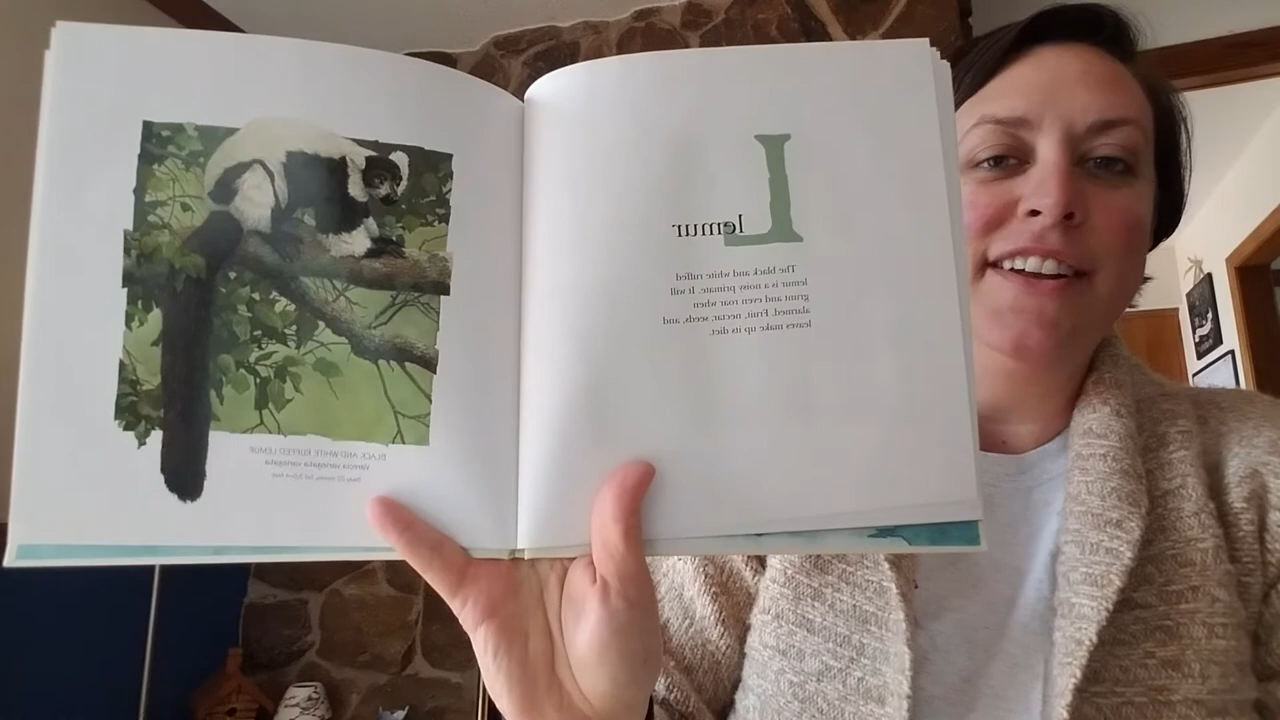 Lemur
The black and white ruffed
lemur is a noisy primate. It will
grunt and even roar when
alarmed. Fruit, nectar, seeds, and
leaves make up its diet.
BLACK AND WHITE RUFFED LEMUR
Varecia variegata variegata